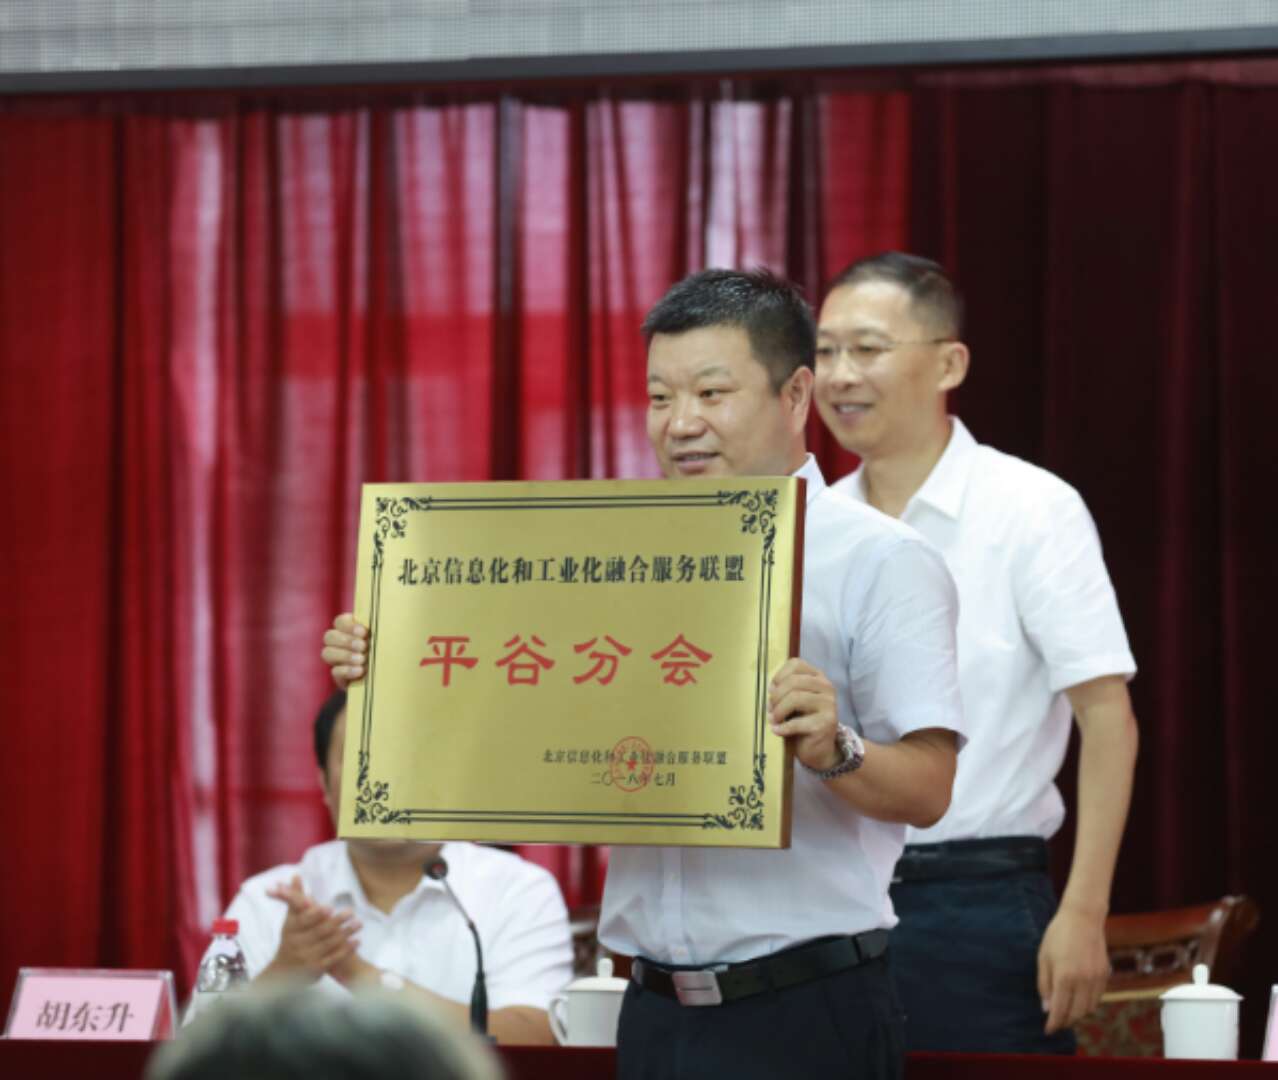 北京信息化和工业化融合服务联盟
平谷分会
北京信息化和工业化融合服务联盟
二〇一八年七月
胡东升